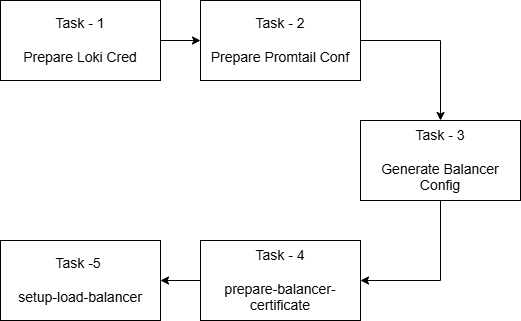 Task - 1
Prepare Loki Cred
Task - 2
Prepare Promtail Conf
Task - 3
Generate Balancer
Config
Task - 4
prepare-balancer-
certificate
Task -5
setup-load-balancer